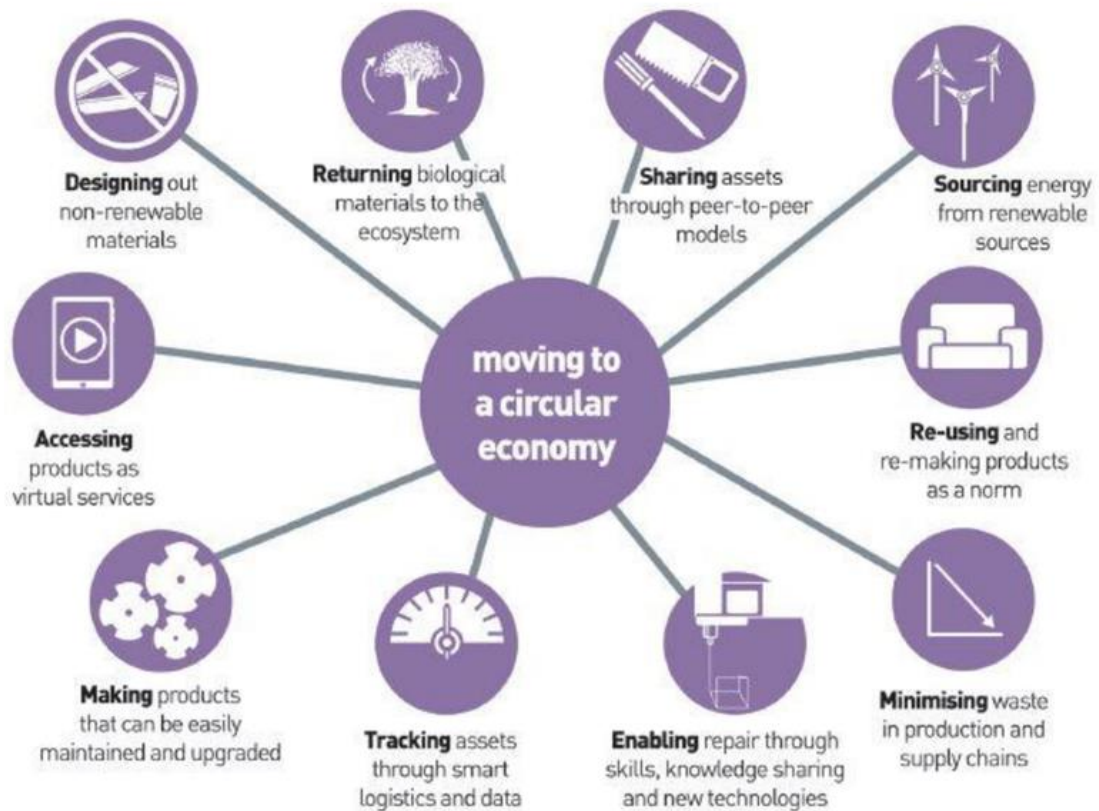 Designing out
non-renewable
materials
Returning biological
materials to the
ecosystem
Sharing assets
through peer-to-peer
models
Sourcing energy
from renewable
sources
moving to
a circular
economy
Accessing
products as
virtual services
Re-using and
re-making products
as a norm
Making products
that can be easily
maintained and upgraded
Tracking assets
through smart
logistics and data
Enabling repair through
skills, knowledge sharing
and new technologies
Minimising waste
in production and
supply chains